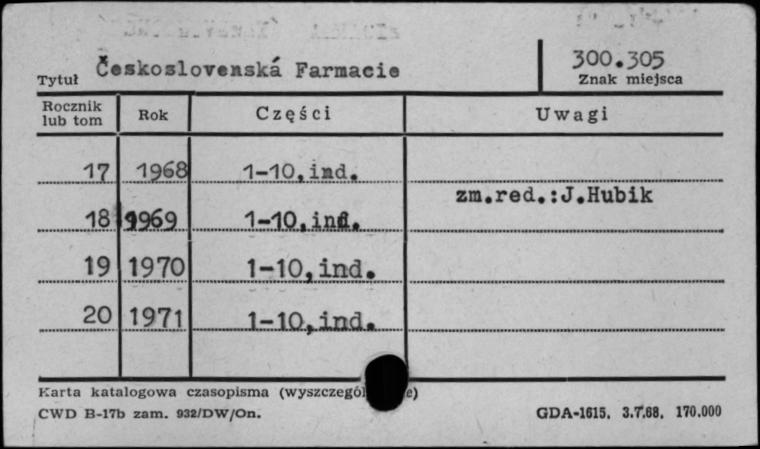 Tytuł Československá Farmacie
300.305
Znak miejsca
Rocznik lub tom Rok Części Uwagi
17 1968 1-10, ind.
zm.red.: J.Hubik
18 1969 1-10, ind.
19 1970 1-10, ind.
20 1971 1-10, ind.
Karta katalogowa czasopisma
CWD B-17b zam. 932/DW/On. GDA-1615. 3.7.68. 170.000